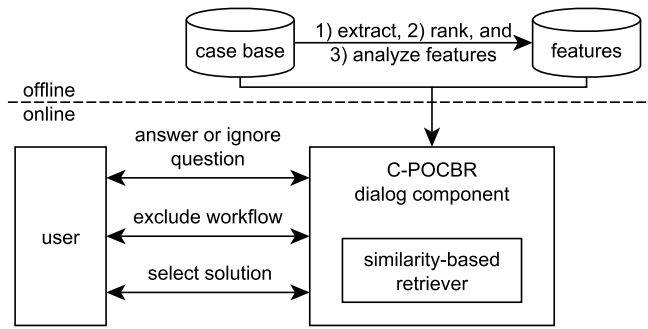 case base
1) extract, 2) rank, and
3) analyze features
features
offline
online
answer or ignore
question
exclude workflow
select solution
user
C-POCBR
dialog component
similarity-based
retriever